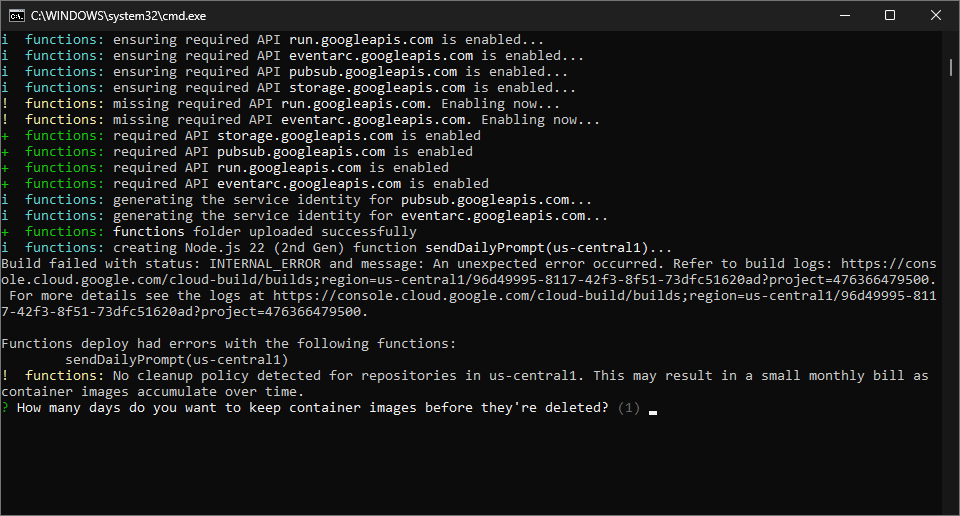 C:\WINDOWS\system32\cmd.exe
i  functions: ensuring required API run.googleapis.com is enabled...
i  functions: ensuring required API eventarc.googleapis.com is enabled...
i  functions: ensuring required API pubsub.googleapis.com is enabled...
i  functions: ensuring required API storage.googleapis.com is enabled...
!  functions: missing required API run.googleapis.com. Enabling now...
!  functions: missing required API eventarc.googleapis.com. Enabling now...
+  functions: required API storage.googleapis.com is enabled
+  functions: required API pubsub.googleapis.com is enabled
+  functions: required API run.googleapis.com is enabled
+  functions: required API eventarc.googleapis.com is enabled
i  functions: generating the service identity for pubsub.googleapis.com...
i  functions: generating the service identity for eventarc.googleapis.com...
+  functions: functions folder uploaded successfully
i  functions: creating Node.js 22 (2nd Gen) function sendDailyPrompt(us-central1)...
Build failed with status: INTERNAL_ERROR and message: An unexpected error occurred. Refer to build logs: https://cons
ole.cloud.google.com/cloud-build/builds;region=us-central1/96d49995-8117-42f3-8f51-73dfc51620ad?project=476366479500.
 For more details see the logs at https://console.cloud.google.com/cloud-build/builds;region=us-central1/96d49995-811
7-42f3-8f51-73dfc51620ad?project=476366479500.
Functions deploy had errors with the following functions:
        sendDailyPrompt(us-central1)
!  functions: No cleanup policy detected for repositories in us-central1. This may result in a small monthly bill as
container images accumulate over time.
? How many days do you want to keep container images before they're deleted? (1)